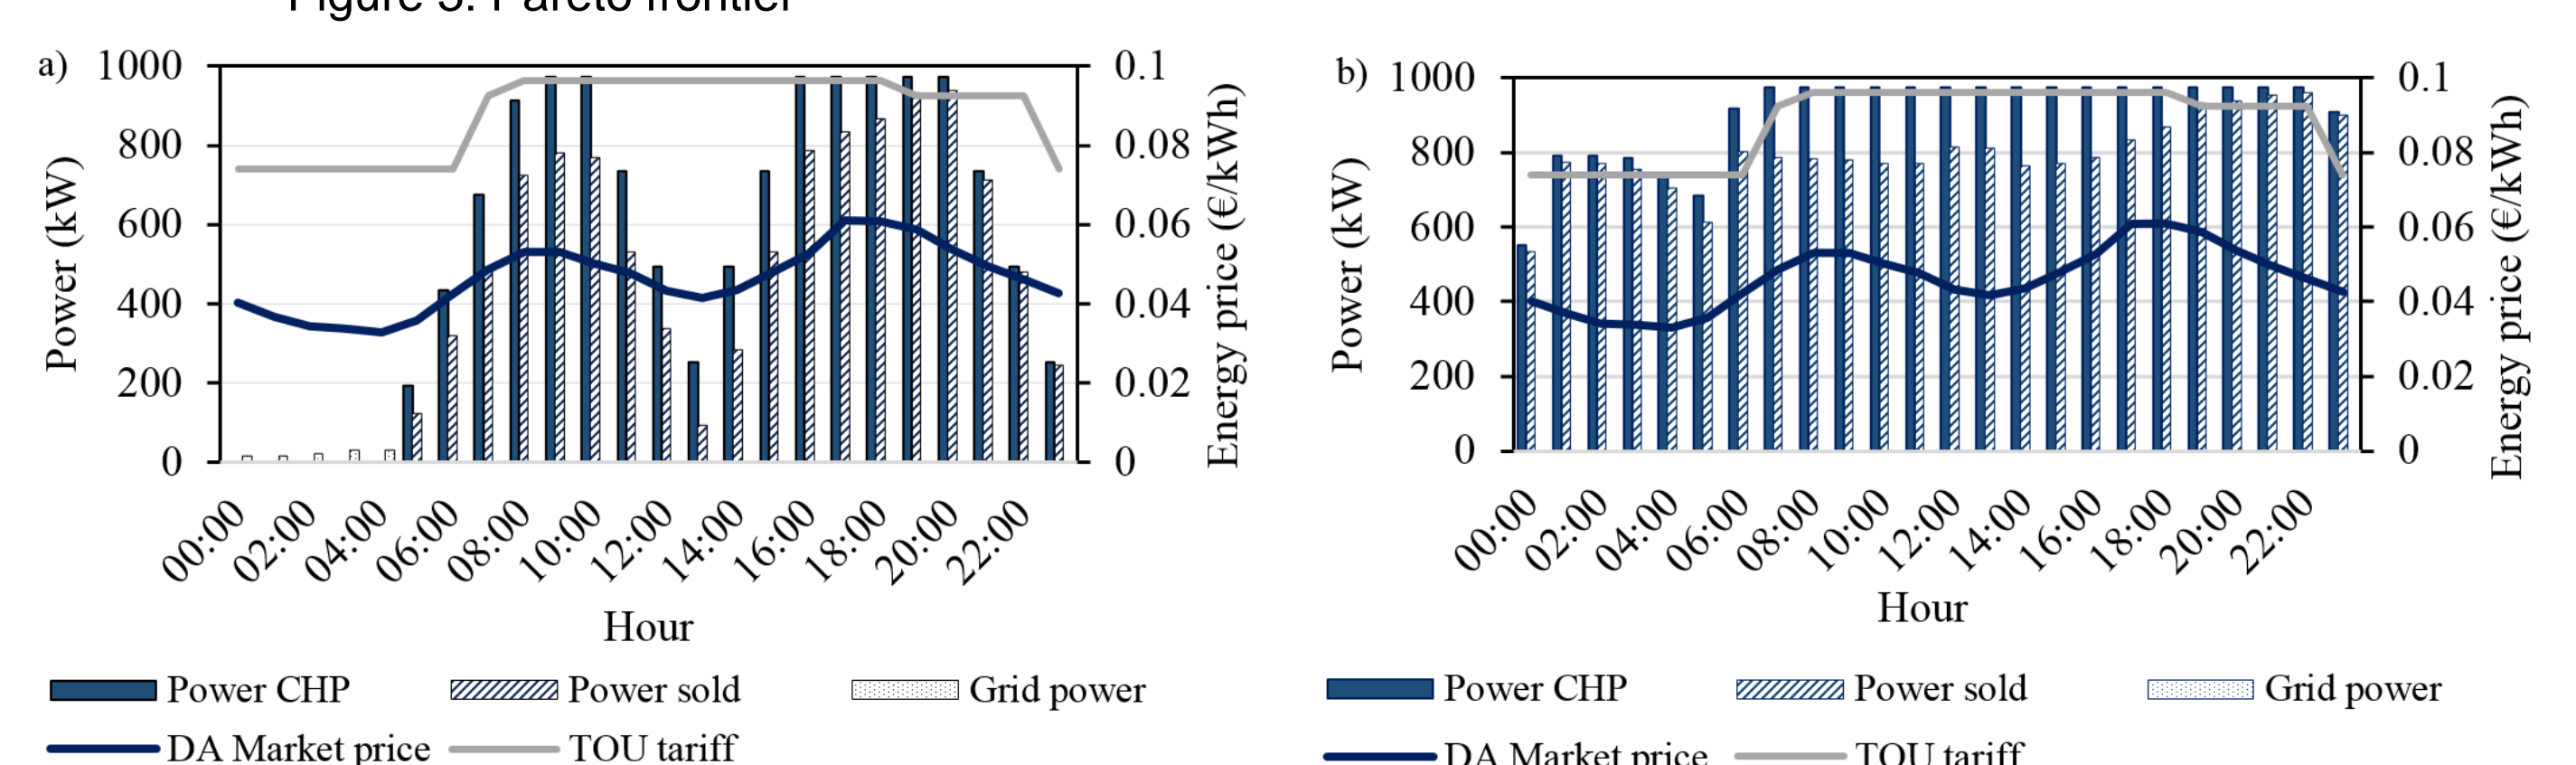 Figure 5. Pareto frontier
a)
Power (kW)
1000
800
600
400
200
0
0.1
0.08
0.06
0.04
0.02
0
Energy price (€/kWh)
00:00 02:00 04:00 06:00 08:00 10:00 12:00 14:00 16:00 18:00 20:00 22:00
Hour
Power CHP Power sold Grid power
DA Market price TOU tariff
b)
Power (kW)
1000
800
600
400
200
0
0.1
0.08
0.06
0.04
0.02
0
Energy price (€/kWh)
00:00 02:00 04:00 06:00 08:00 10:00 12:00 14:00 16:00 18:00 20:00 22:00
Hour
Power CHP Power sold Grid power
DA Market price TOU tariff